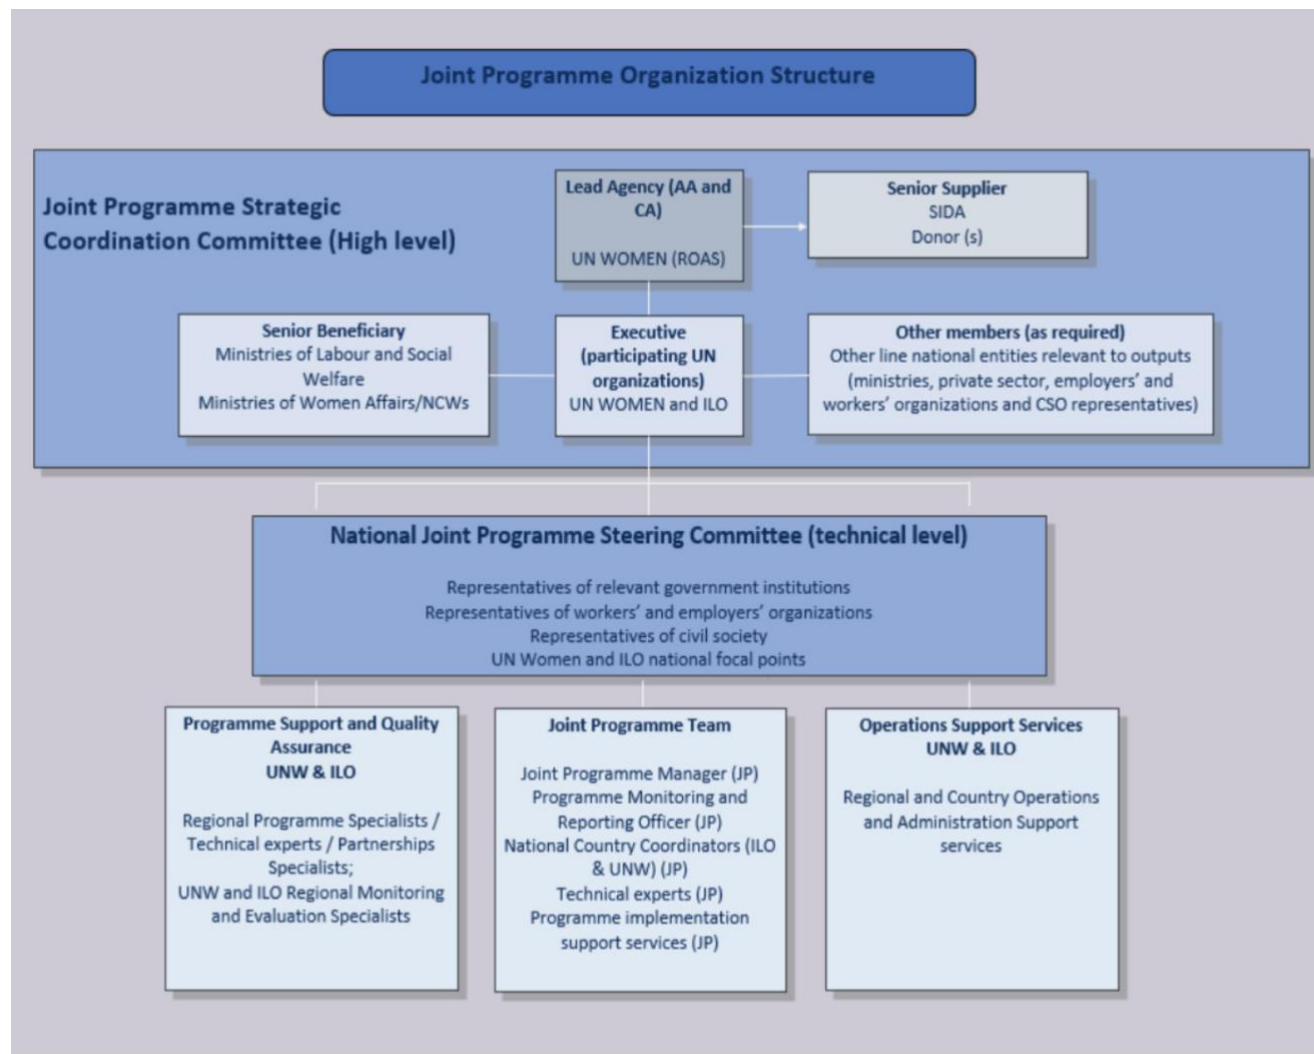 Joint Programme Organization Structure
Joint Programme Strategic
Coordination Committee (High level)
Lead Agency (AA and
CA)
UN WOMEN (ROAS)
Senior Supplier
SIDA
Donor (s)
Senior Beneficiary
Ministries of Labour and Social
Welfare
Ministries of Women Affairs/NCWs
Executive
(participating UN
organizations)
UN WOMEN and ILO
Other members (as required)
Other line national entities relevant to outputs
(ministries, private sector, employers’ and
workers’ organizations and CSO representatives)
National Joint Programme Steering Committee (technical level)
Representatives of relevant government institutions
Representatives of workers’ and employers’ organizations
Representatives of civil society
UN Women and ILO national focal points
Programme Support and Quality
Assurance
UNW & ILO
Regional Programme Specialists /
Technical experts / Partnerships
Specialists;
UNW and ILO Regional Monitoring
and Evaluation Specialists
Joint Programme Team
Joint Programme Manager (JP)
Programme Monitoring and
Reporting Officer (JP)
National Country Coordinators (ILO
& UNW) (JP)
Technical experts (JP)
Programme implementation
support services (JP)
Operations Support Services
UNW & ILO
Regional and Country Operations
and Administration Support
services